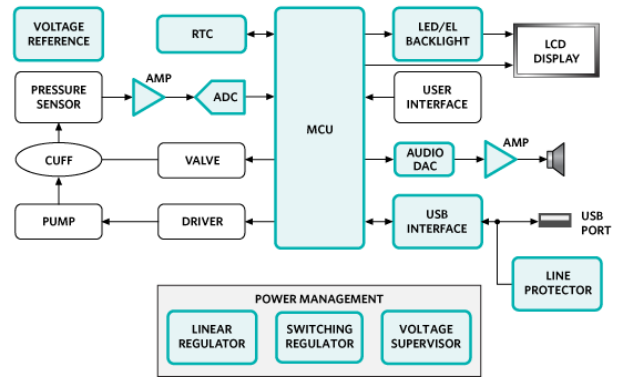 VOLTAGE
REFERENCE
RTC
LED/EL
BACKLIGHT
LCD
DISPLAY
PRESSURE
SENSOR
AMP
ADC
MCU
USER
INTERFACE
CUFF
VALVE
AUDIO
DAC
AMP
PUMP
DRIVER
USB
INTERFACE
USB
PORT
LINE
PROTECTOR
POWER MANAGEMENT
LINEAR
REGULATOR
SWITCHING
REGULATOR
VOLTAGE
SUPERVISOR